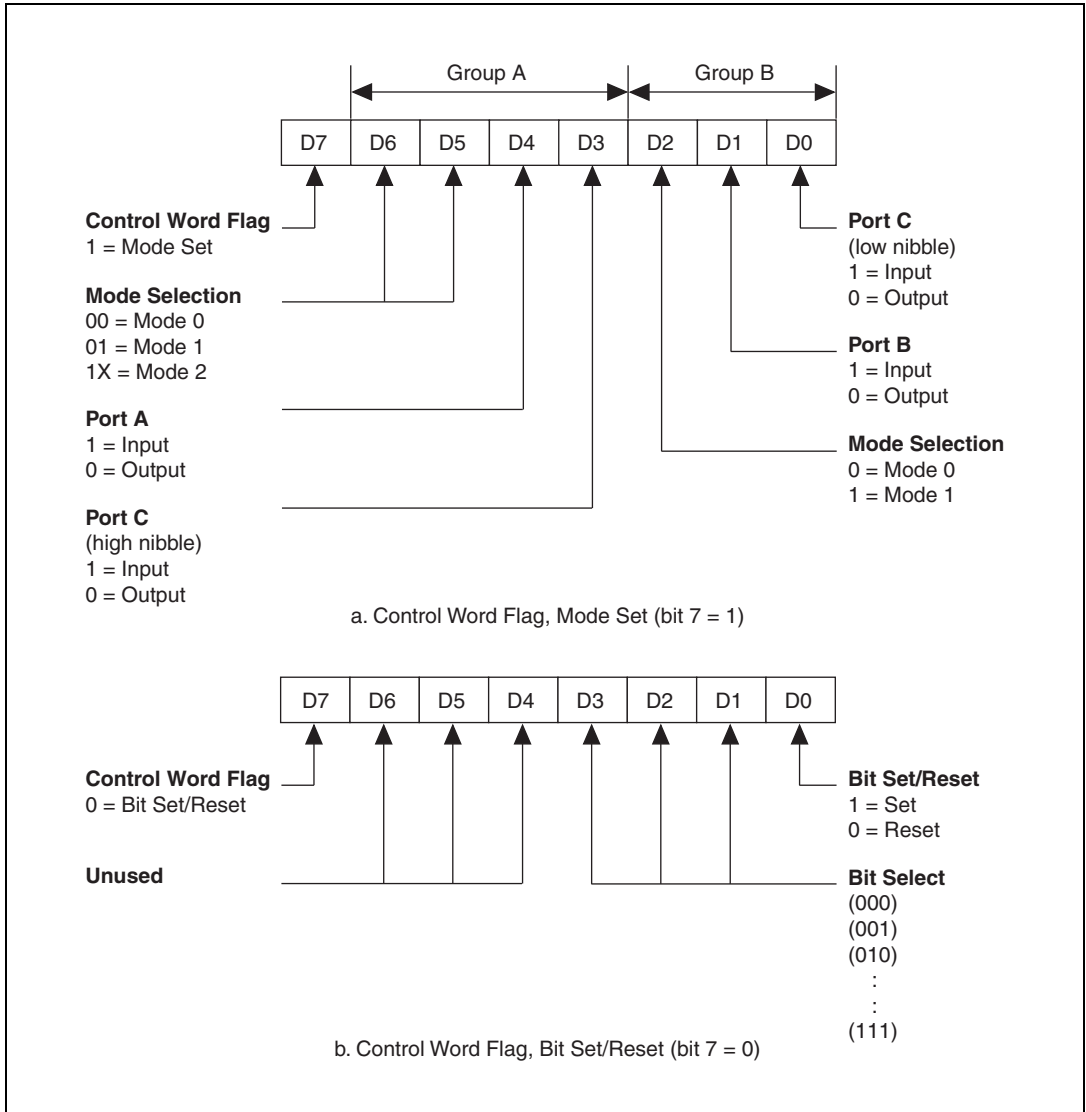 Group A
Group B
D7 D6 D5 D4 D3 D2 D1 D0
Control Word Flag
1 = Mode Set
Mode Selection
00 = Mode 0
01 = Mode 1
1X = Mode 2
Port A
1 = Input
0 = Output
Port C
(high nibble)
1 = Input
0 = Output
Port C
(low nibble)
1 = Input
0 = Output
Port B
1 = Input
0 = Output
Mode Selection
0 = Mode 0
1 = Mode 1
a. Control Word Flag, Mode Set (bit 7 = 1)
D7 D6 D5 D4 D3 D2 D1 D0
Control Word Flag
0 = Bit Set/Reset
Unused
Bit Set/Reset
1 = Set
0 = Reset
Bit Select
(000)
(001)
(010)
:
:
(111)
b. Control Word Flag, Bit Set/Reset (bit 7 = 0)